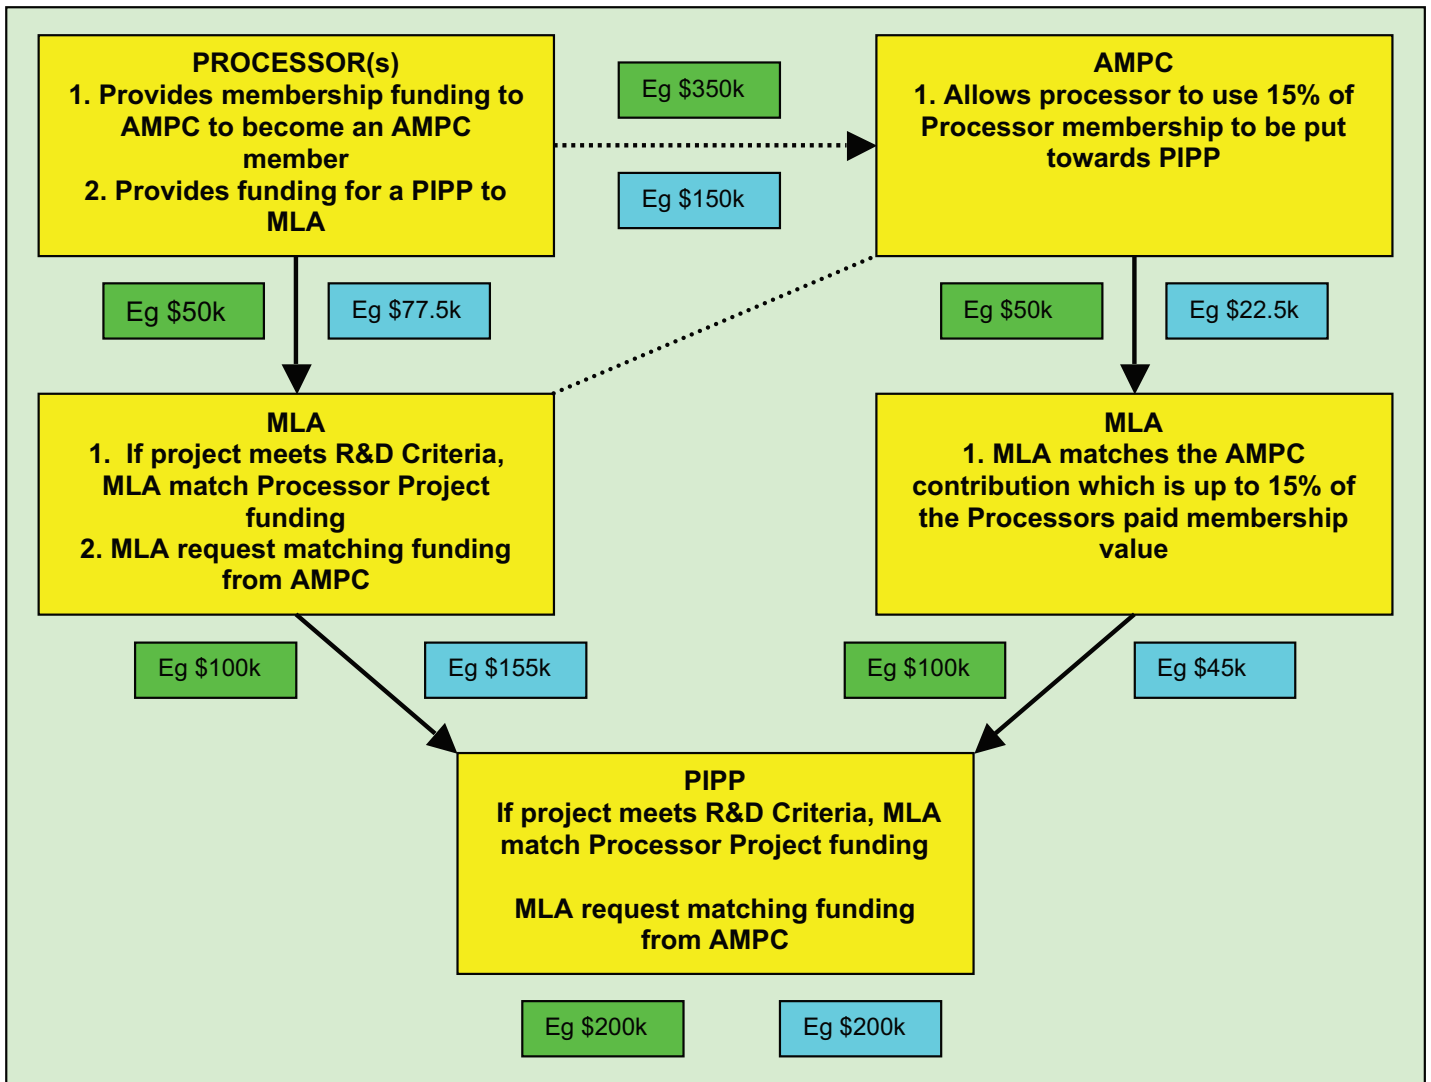 PROCESSOR(s)
1. Provides membership funding to
AMPC to become an AMPC
member
2. Provides funding for a PIPP to
MLA
Eg $350k
Eg $150k
AMPC
1. Allows processor to use 15% of
Processor membership to be put
towards PIPP
Eg $50k
Eg $77.5k
Eg $50k
Eg $22.5k
MLA
1. If project meets R&D Criteria,
MLA match Processor Project
funding
2. MLA request matching funding
from AMPC
MLA
1. MLA matches the AMPC
contribution which is up to 15% of
the Processors paid membership
value
Eg $100k
Eg $155k
Eg $100k
Eg $45k
PIPP
If project meets R&D Criteria, MLA
match Processor Project funding
MLA request matching funding
from AMPC
Eg $200k
Eg $200k